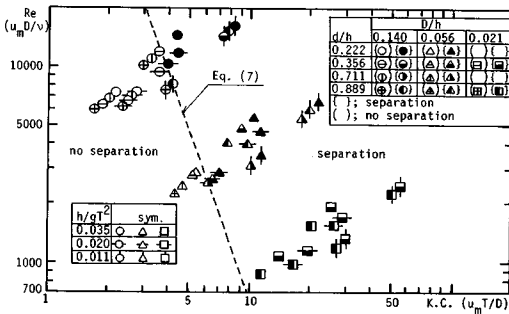 Re
(uₘD/ν)
10000
5000
1000
700
Eq. (7)
no separation
separation
D/h
d/h 0.140 0.056 0.021
0.222
0.356
0.711
0.889
{ }; separation
( ); no separation
h/gT² sym.
0.035 ○ △ □
0.020
0.011
1 5 10 50
K.C. (uₘT/D)